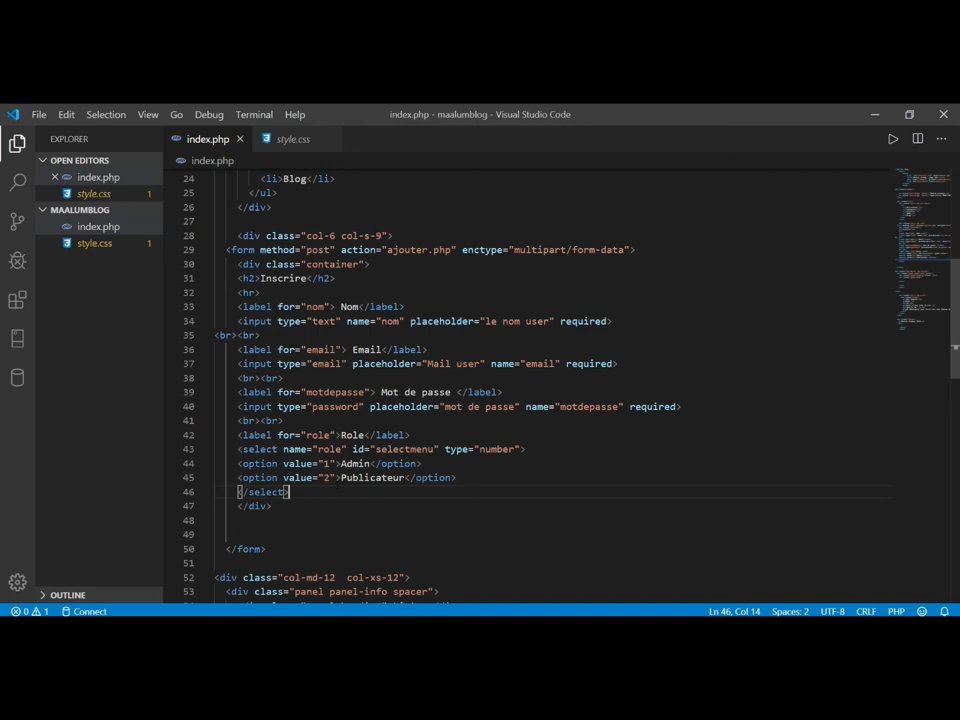 File Edit Selection View Go Debug Terminal Help
index.php - maalumblog - Visual Studio Code
EXPLORER
OPEN EDITORS
index.php
style.css 1
MAALUMBLOG
index.php
style.css 1
OUTLINE
index.php
style.css
index.php
24 <li>Blog</li>
25 </ul>
26 </div>
27
28 <div class="col-6 col-s-9">
29 <form method="post" action="ajouter.php" enctype="multipart/form-data">
30 <div class="container">
31 <h2>Inscrire</h2>
32 <hr>
33 <label for="nom"> Nom</label>
34 <input type="text" name="nom" placeholder="le nom user" required>
35 <br><br>
36 <label for="email"> Email</label>
37 <input type="email" placeholder="Mail user" name="email" required>
38 <br><br>
39 <label for="motdepasse"> Mot de passe </label>
40 <input type="password" placeholder="mot de passe" name="motdepasse" required>
41 <br><br>
42 <label for="role">Role</label>
43 <select name="role" id="selectmenu" type="number">
44 <option value="1">Admin</option>
45 <option value="2">Publicateur</option>
46 </select>
47 </div>
48
49
50 </form>
51
52 <div class="col-md-12  col-xs-12">
53 <div class="panel panel-info spacer">
0 1 Connect
Ln 46, Col 14 Spaces: 2 UTF-8 CRLF PHP